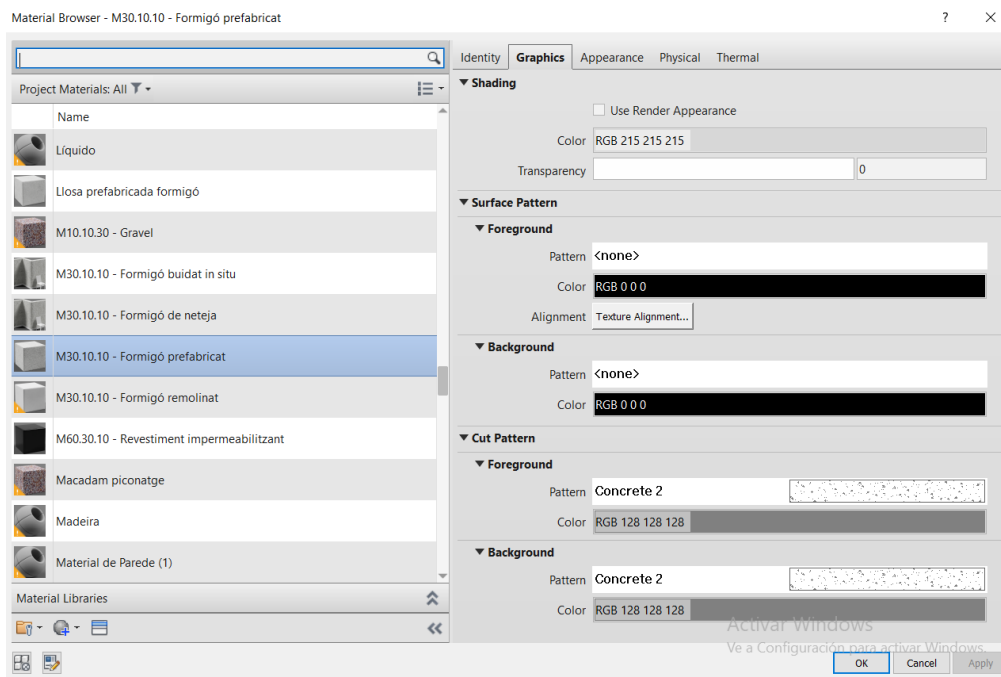 Material Browser - M30.10.10 - Formigó prefabricat
?
Project Materials: All
Name
Líquido
Llosa prefabricada formigó
M10.10.30 - Gravel
M30.10.10 - Formigó buidat in situ
M30.10.10 - Formigó de neteja
M30.10.10 - Formigó prefabricat
M30.10.10 - Formigó remolinat
M60.30.10 - Revestiment impermeabilitzant
Macadam piconatge
Madeira
Material de Parede (1)
Material Libraries
Identity Graphics Appearance Physical Thermal
Shading
Use Render Appearance
Color RGB 215 215 215
Transparency 0
Surface Pattern
Foreground
Pattern <none>
Color RGB 0 0 0
Alignment Texture Alignment...
Background
Pattern <none>
Color RGB 0 0 0
Cut Pattern
Foreground
Pattern Concrete 2
Color RGB 128 128 128
Background
Pattern Concrete 2
Color RGB 128 128 128
Activar Windows
Ve a Configuración para activar Windows.
OK Cancel Apply